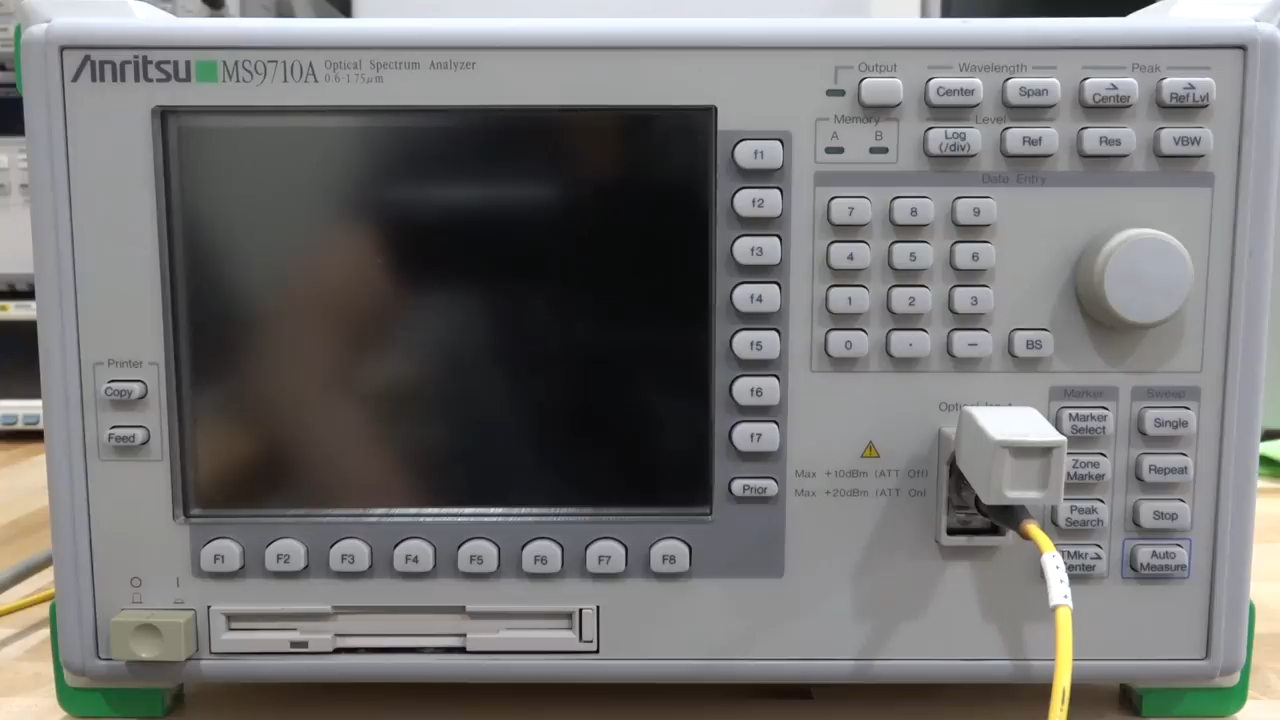 Anritsu MS9710A Optical Spectrum Analyzer
0.6-1.75μm
Output
Wavelength
Peak
Center
Span
Center
Ref Lvl
Memory
A B
Level
Log (/div)
Ref
Res
VBW
Data Entry
7 8 9
4 5 6
1 2 3
0 · — BS
f1
f2
f3
f4
f5
f6
f7
Prior
Printer
Copy
Feed
F1 F2 F3 F4 F5 F6 F7 F8
Optical Input
Max +10dBm (ATT Off)
Max +20dBm (ATT On)
Marker
Marker Select
Zone Marker
Peak Search
TMkr
Center
Sweep
Single
Repeat
Stop
Auto Measure